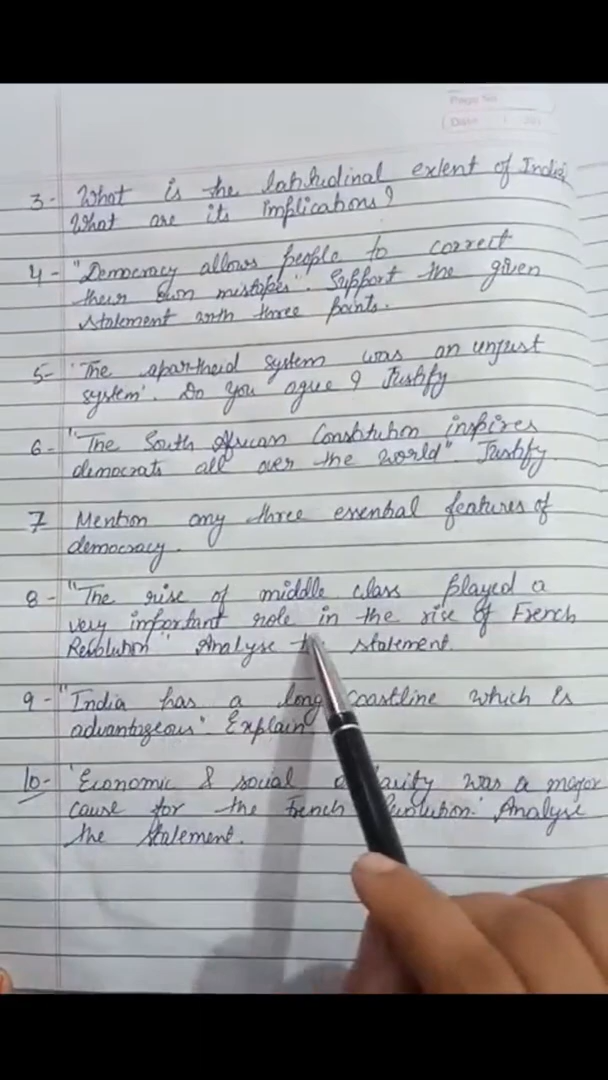 Page No.
Date
3- What is the latitudinal extent of India,
What are its implications?
4- "Democracy allows people to correct
their own mistakes". Support the given
statement with three points.
5- 'The apartheid system was an unjust
system'. Do you agree? Justify
6- "The South African Constitution inspires
democrats all over the world" Justify
7 Mention any three essential features of
democracy.
8- "The rise of middle class played a
very important role in the rise of French
Revolution" Analyse statement.
9- "India has a long coastline which is
advantageous". Explain
10- 'Economic & social was a major
cause for the French Revolution.' Analyse
the statement.